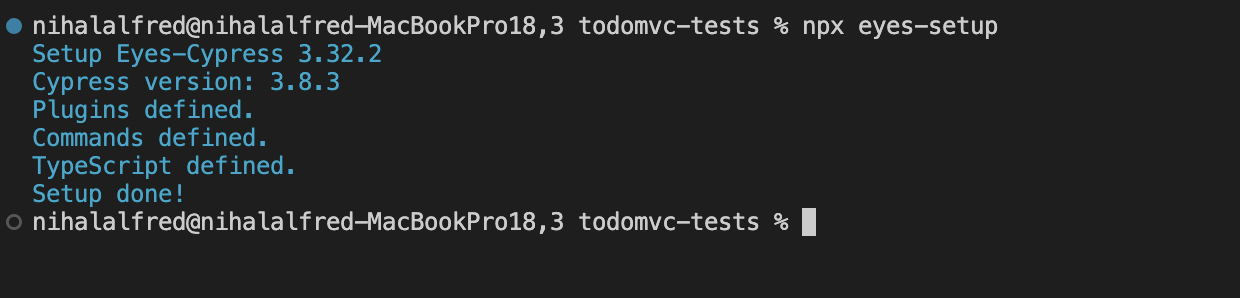 nihalalfred@nihalalfred-MacBookPro18,3 todomvc-tests % npx eyes-setup
Setup Eyes-Cypress 3.32.2
Cypress version: 3.8.3
Plugins defined.
Commands defined.
TypeScript defined.
Setup done!
nihalalfred@nihalalfred-MacBookPro18,3 todomvc-tests %